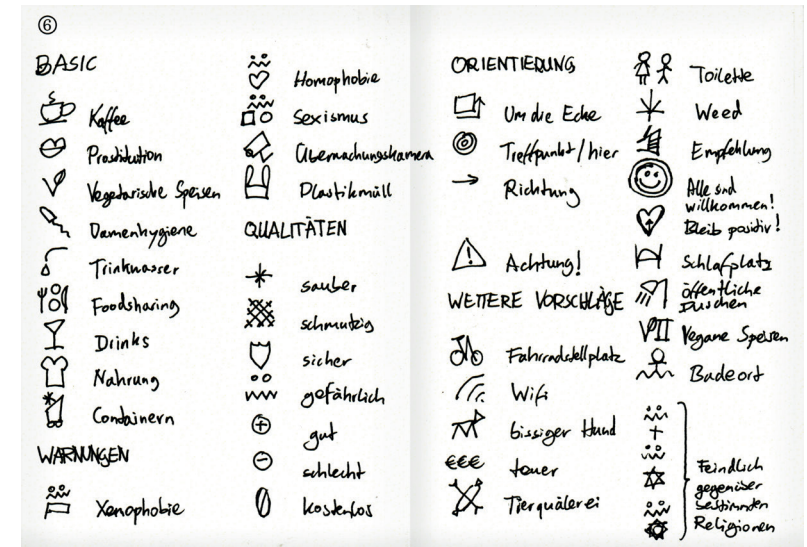 6
BASIC
Kaffee
Prostitution
Vegetarische Speisen
Damenhygiene
Trinkwasser
Foodsharing
Drinks
Nahrung
Containern
WARNUNGEN
Xenophobie
Homophobie
Sexismus
Überwachungskamera
Plastikmüll
QUALITÄTEN
sauber
schmutzig
sicher
gefährlich
gut
schlecht
kostenlos
ORIENTIERUNG
Um die Ecke
Treffpunkt/hier
Richtung
Achtung!
WEITERE VORSCHLÄGE
Fahrradstellplatz
Wifi
bissiger Hund
€€€ teuer
Tierquälerei
Toilette
Weed
Empfehlung
Alle sind
willkommen!
Bleib positiv!
Schlafplatz
öffentliche
Duschen
Vegane Speisen
Badeort
Feindlich
gegenüber
bestimmten
Religionen